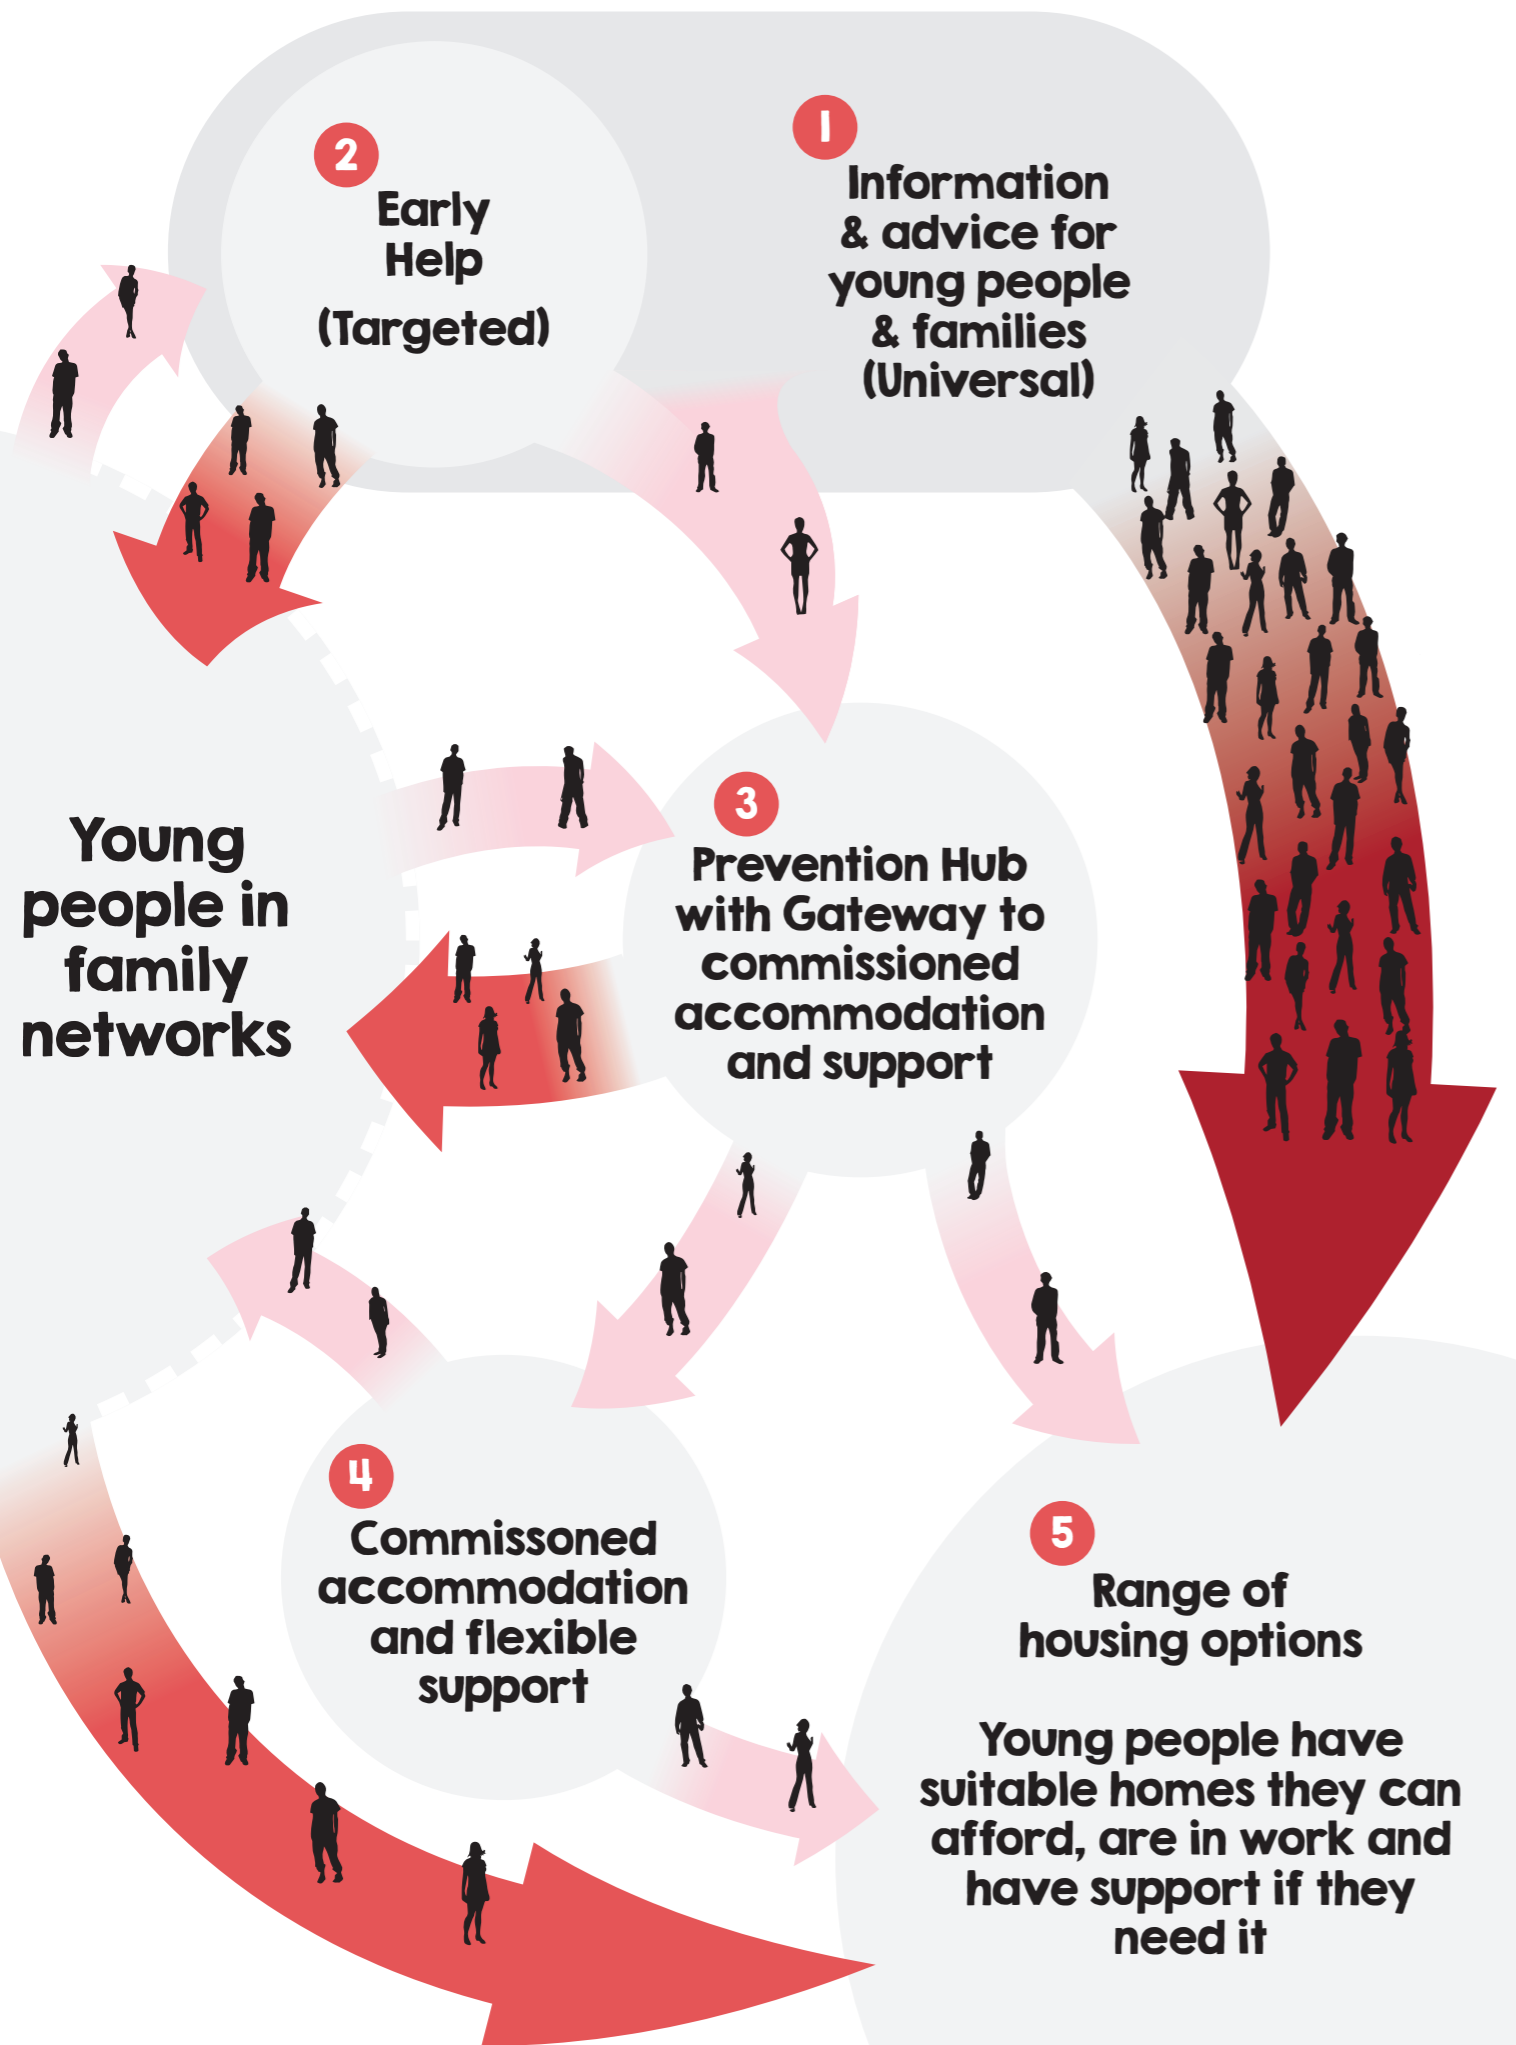 1
Information
& advice for
young people
& families
(Universal)
2
Early
Help
(Targeted)
Young
people in
family
networks
3
Prevention Hub
with Gateway to
commissioned
accommodation
and support
4
Commissoned
accommodation
and flexible
support
5
Range of
housing options
Young people have
suitable homes they can
afford, are in work and
have support if they
need it